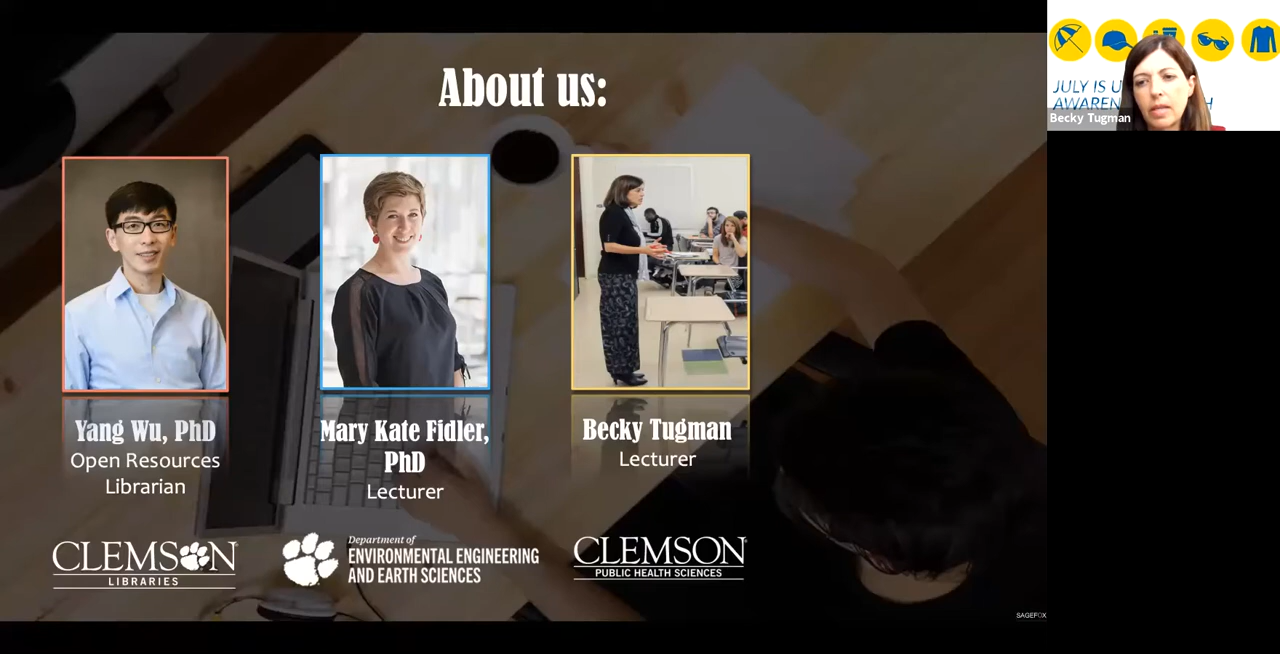 About us:
Yang Wu, PhD
Open Resources
Librarian
Mary Kate Fidler,
PhD
Lecturer
Becky Tugman
Lecturer
CLEMSON
LIBRARIES
Department of
ENVIRONMENTAL ENGINEERING
AND EARTH SCIENCES
CLEMSON
PUBLIC HEALTH SCIENCES
SAGEFOX
JULY IS U
AWAREN H
Becky Tugman